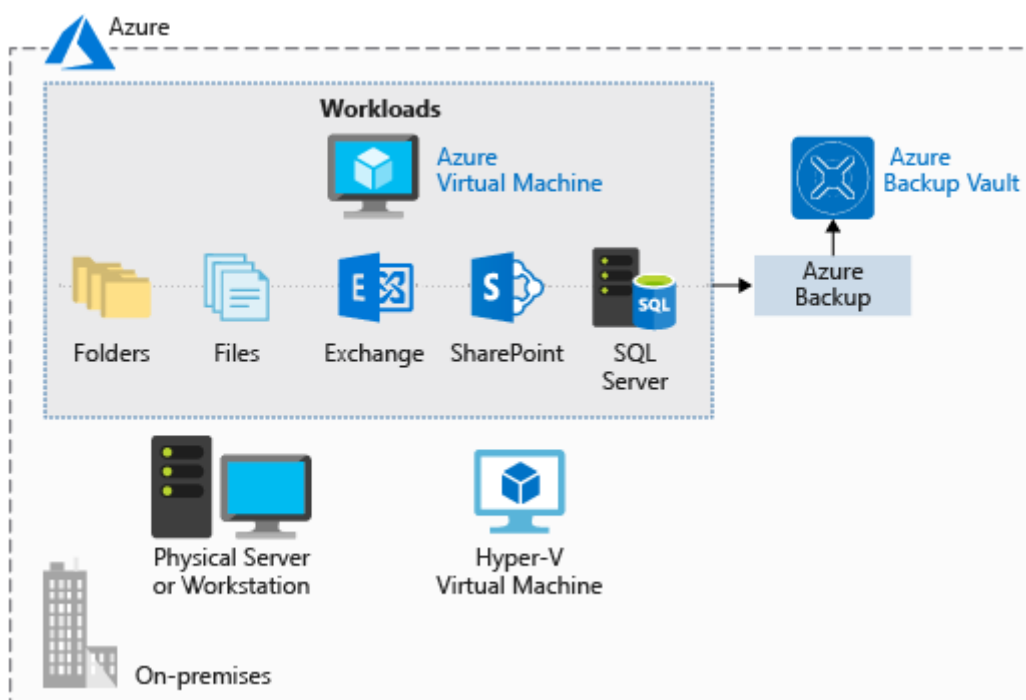 Azure
Workloads
Azure
Virtual Machine
Azure
Backup Vault
Azure
Backup
Folders
Files
Exchange
SharePoint
SQL
Server
SQL
E
S
Physical Server
or Workstation
Hyper-V
Virtual Machine
On-premises